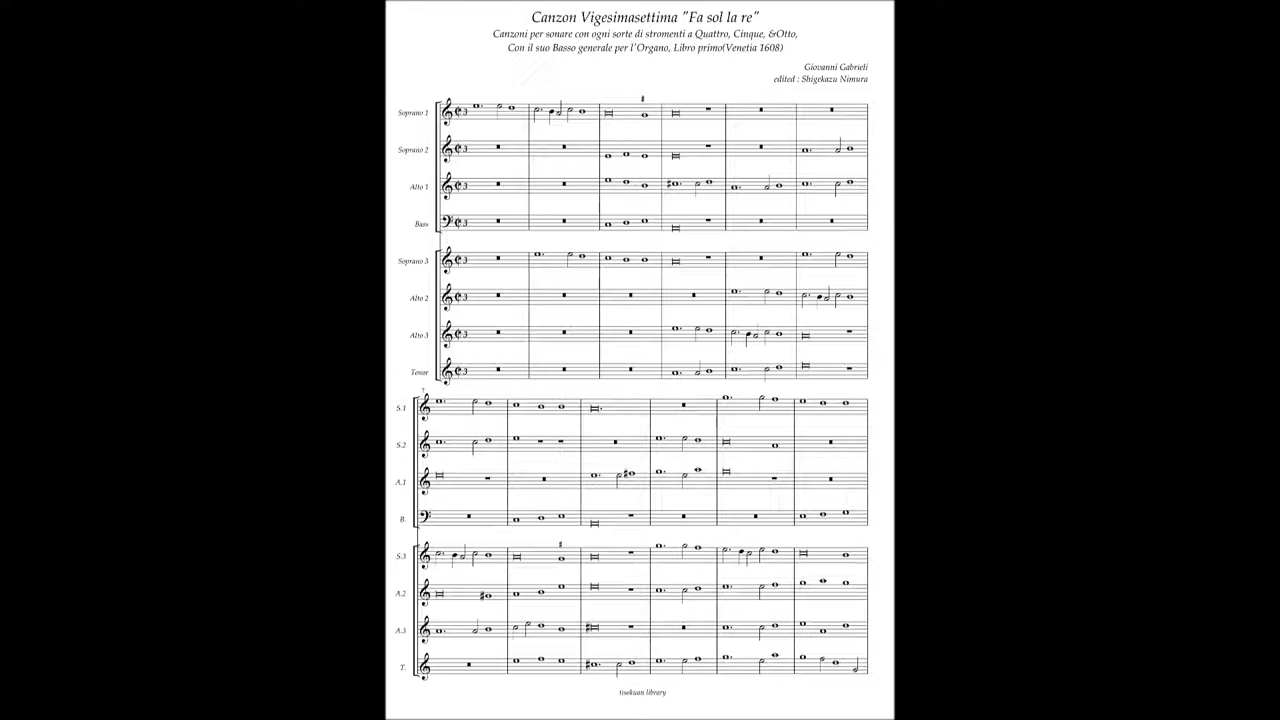 Canzon Vigesimasettima "Fa sol la re"
Canzoni per sonare con ogni sorte di stromenti a Quattro, Cinque, &Otto,
Con il suo Basso generale per l'Organo, Libro primo(Venetia 1608)
Giovanni Gabrieli
edited : Shigekazu Nimura
Soprano 1
Soprano 2
Alto 1
Bass
Soprano 3
Alto 2
Alto 3
Tenor
7
S.1
S.2
A.1
B.
S.3
A.2
A.3
T.
tisekuan library